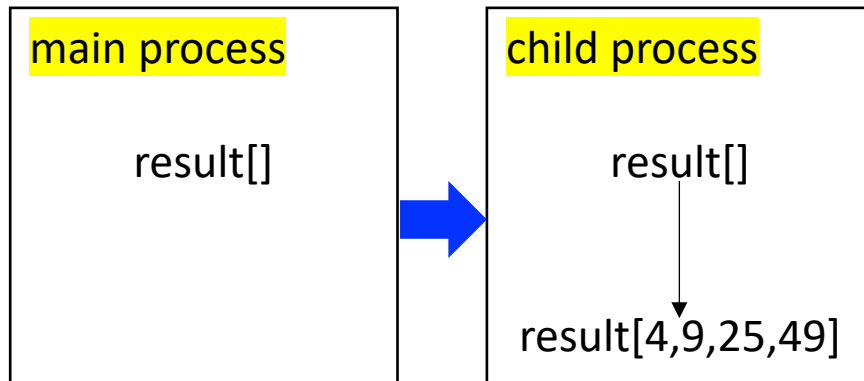 main process
result[]
child process
result[]
result[4,9,25,49]